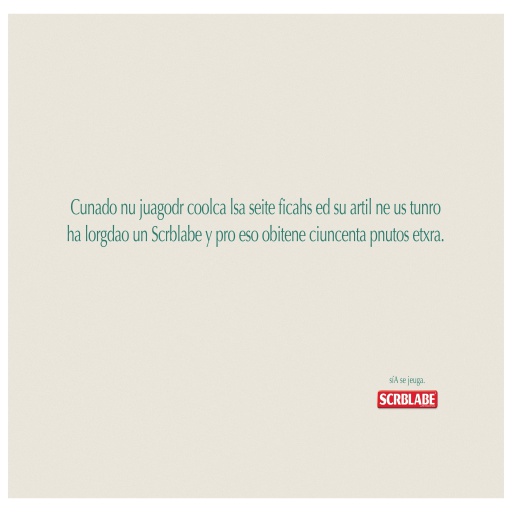 Cunado nu juagodr coolca lsa seite ficahs ed su artil ne us tunro
ha lorgdao un Scrblabe y pro eso obitene ciuncenta pnutos etxra.
síA se jeuga.
SCRBLABE